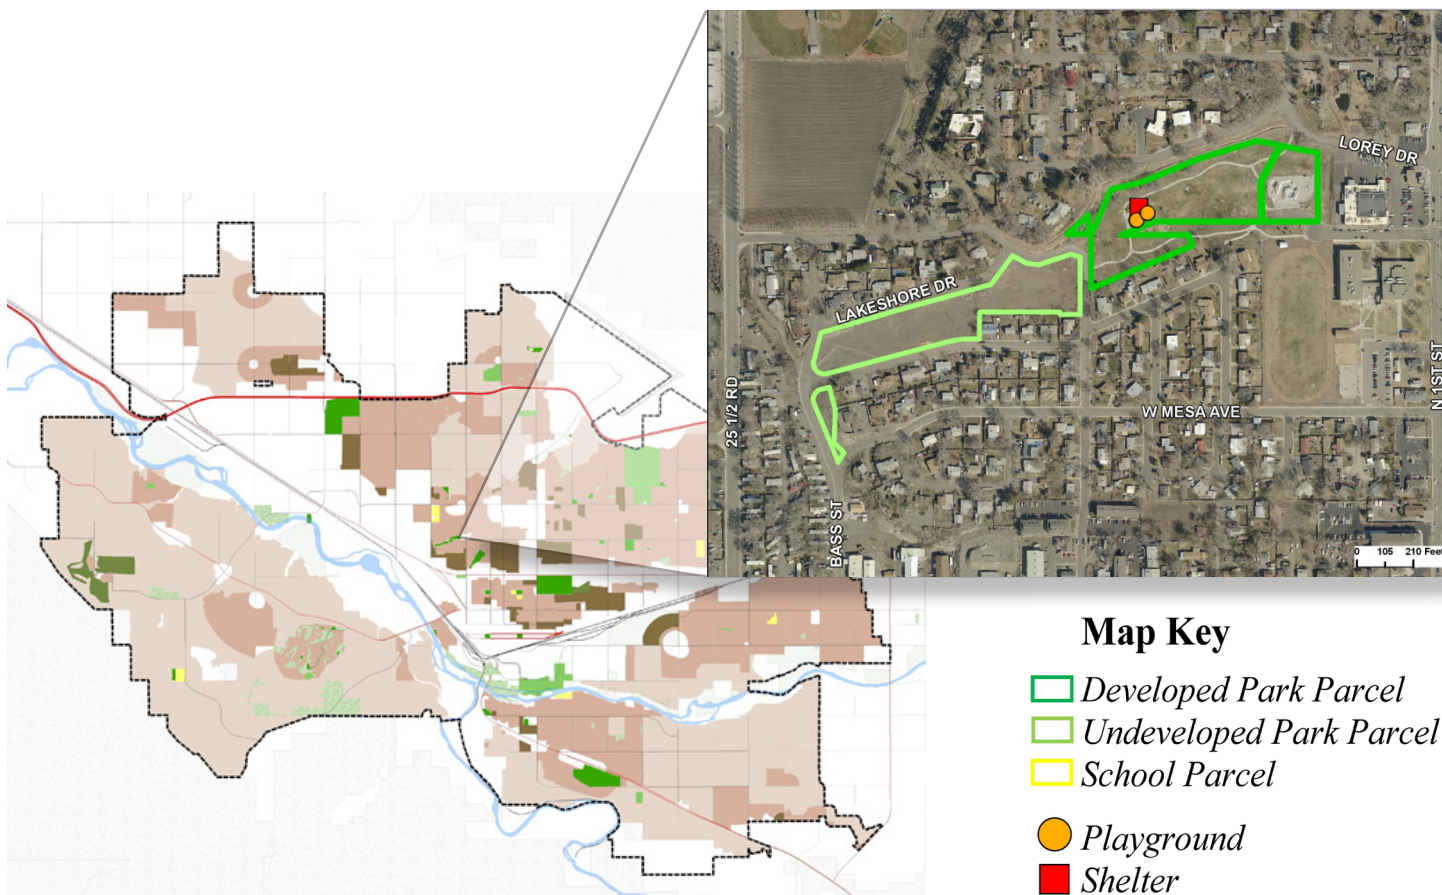 LOREY DR
LAKESHORE DR
25 1/2 RD
W MESA AVE
N 1ST ST
BASS ST
0 105 210 Feet
Map Key
Developed Park Parcel
Undeveloped Park Parcel
School Parcel
Playground
Shelter